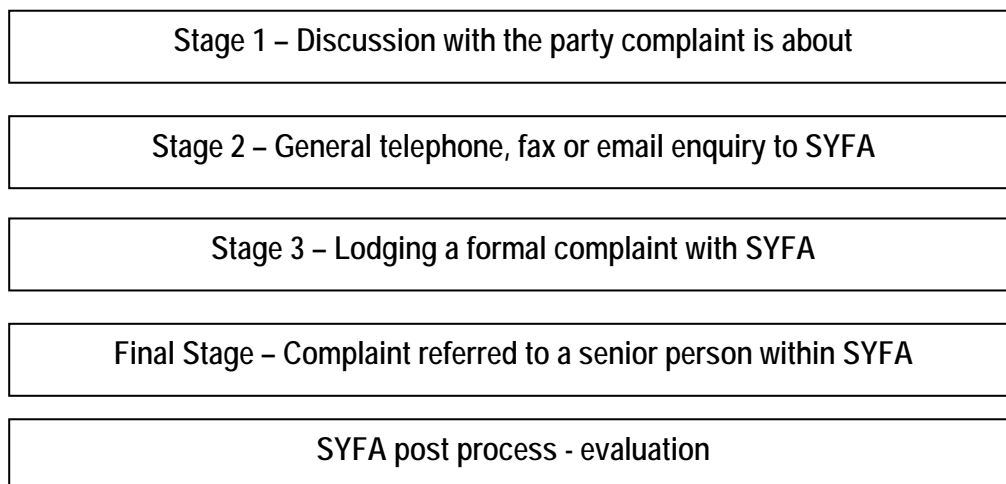 Stage 1 – Discussion with the party complaint is about
Stage 2 – General telephone, fax or email enquiry to SYFA
Stage 3 – Lodging a formal complaint with SYFA
Final Stage – Complaint referred to a senior person within SYFA
SYFA post process - evaluation